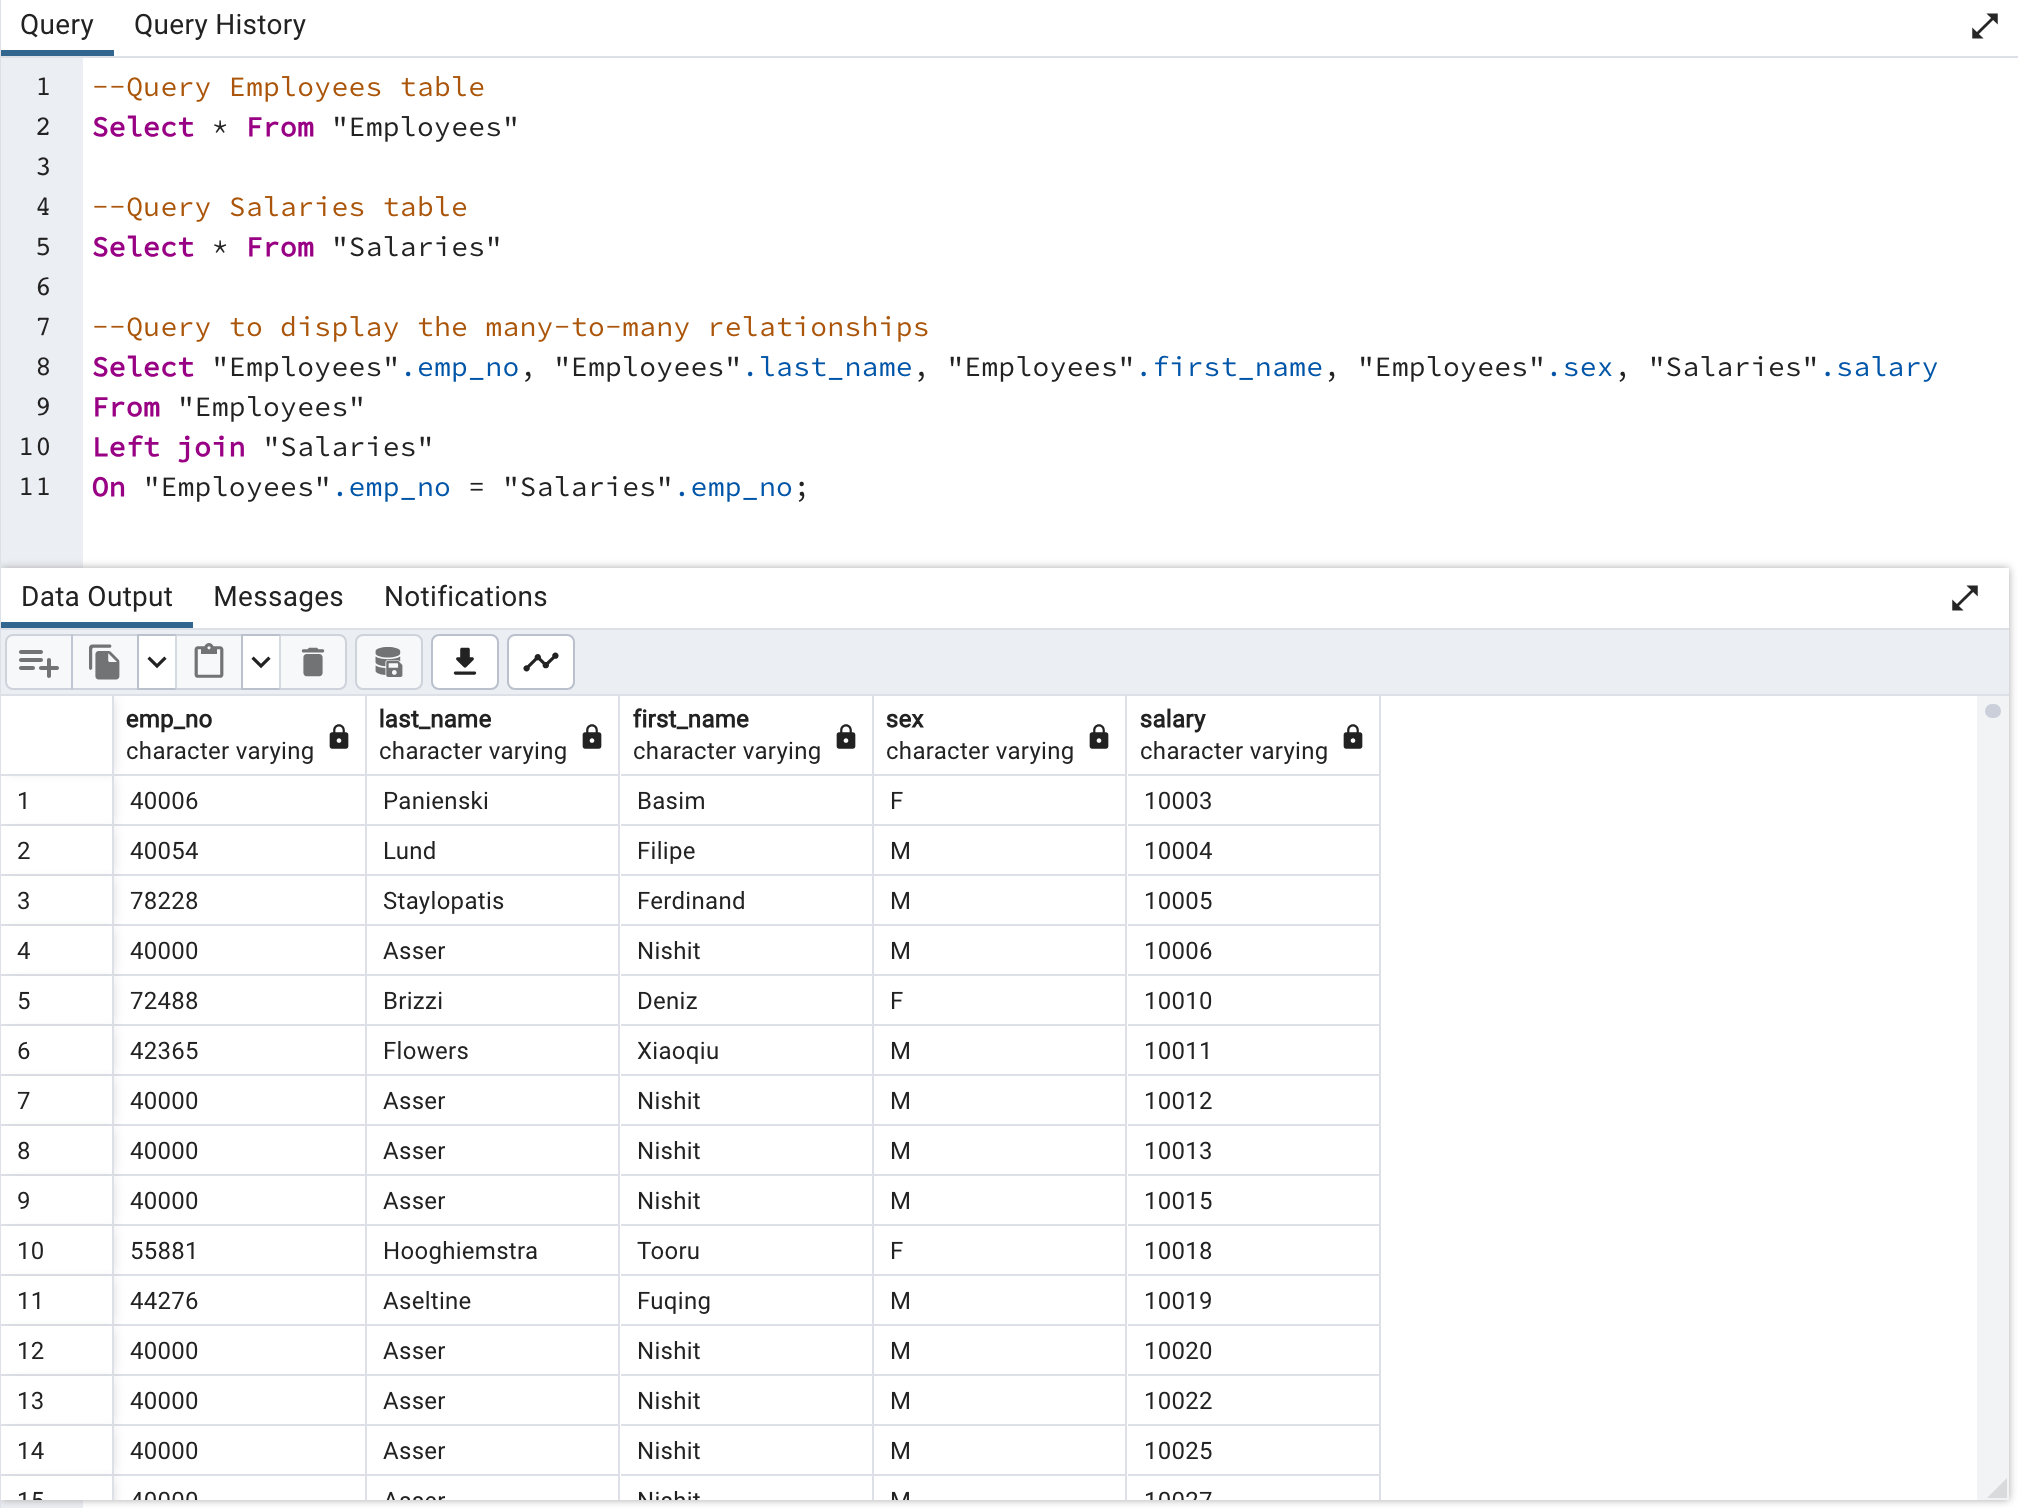 Query Query History
1 --Query Employees table
2 Select * From "Employees"
3
4 --Query Salaries table
5 Select * From "Salaries"
6
7 --Query to display the many-to-many relationships
8 Select "Employees".emp_no, "Employees".last_name, "Employees".first_name, "Employees".sex, "Salaries".salary
9 From "Employees"
10 Left join "Salaries"
11 On "Employees".emp_no = "Salaries".emp_no;
Data Output Messages Notifications
emp_no last_name first_name sex salary
character varying character varying character varying character varying character varying
1 40006 Panienski Basim F 10003
2 40054 Lund Filipe M 10004
3 78228 Staylopatis Ferdinand M 10005
4 40000 Asser Nishit M 10006
5 72488 Brizzi Deniz F 10010
6 42365 Flowers Xiaoqiu M 10011
7 40000 Asser Nishit M 10012
8 40000 Asser Nishit M 10013
9 40000 Asser Nishit M 10015
10 55881 Hooghiemstra Tooru F 10018
11 44276 Aseltine Fuqing M 10019
12 40000 Asser Nishit M 10020
13 40000 Asser Nishit M 10022
14 40000 Asser Nishit M 10025
15 40000 Asser Nishit M 10027